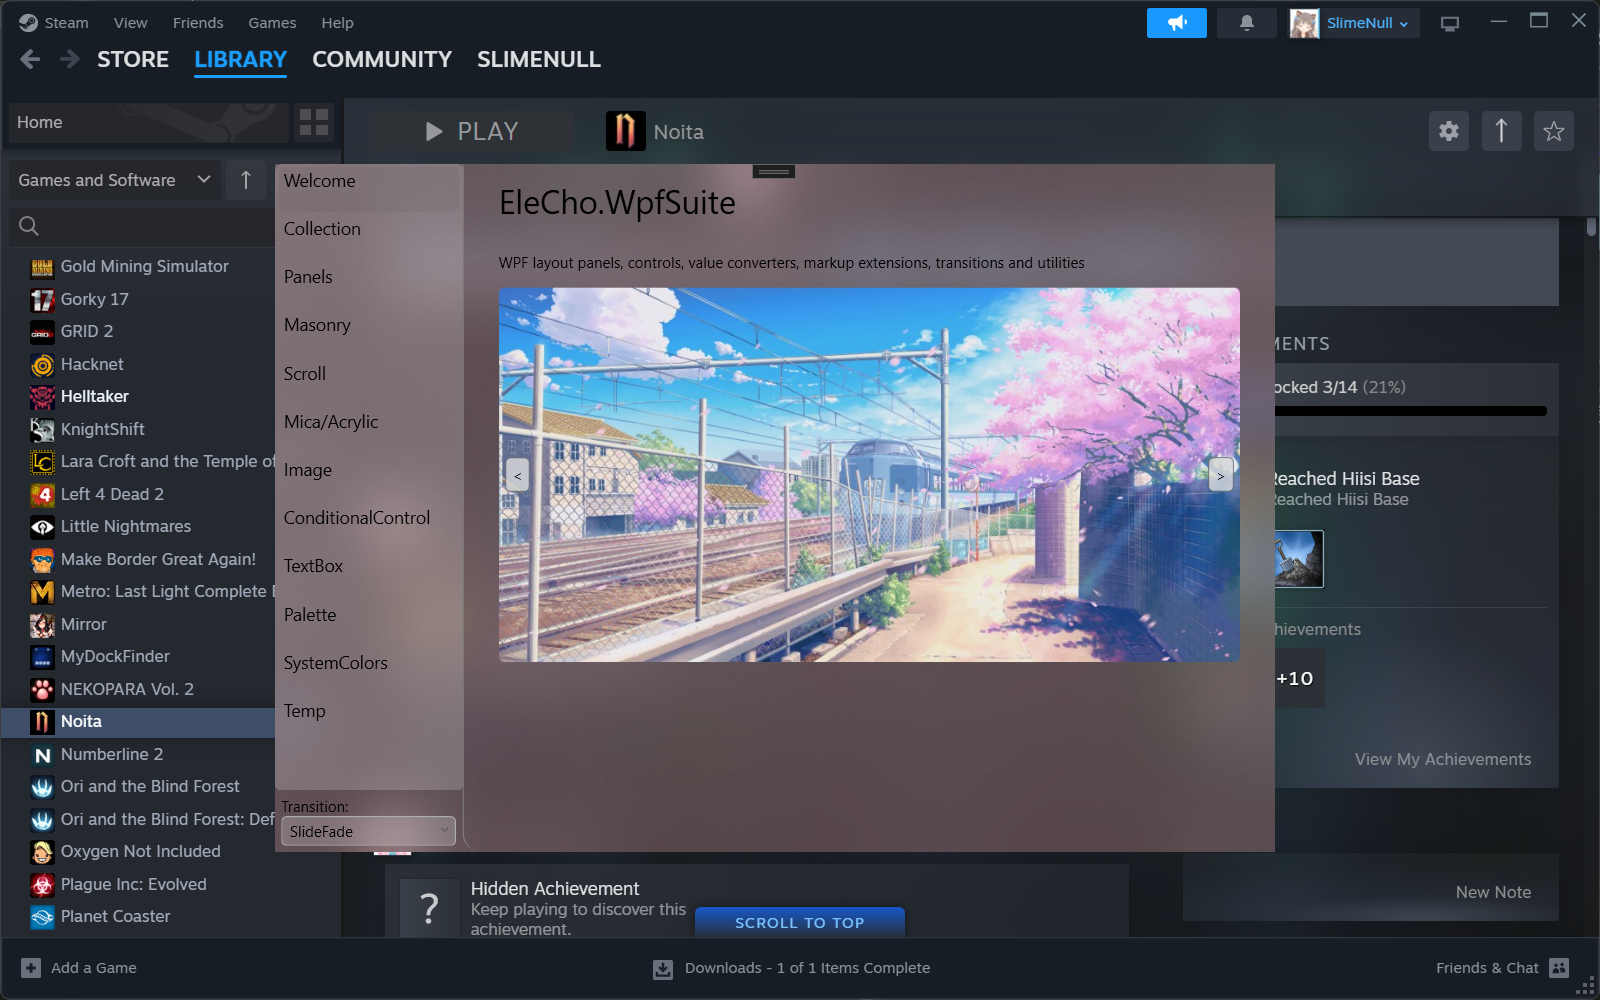 Steam View Friends Games Help
SlimeNull
STORE LIBRARY COMMUNITY SLIMENULL
Home
PLAY
Noita
Games and Software
Gold Mining Simulator
Gorky 17
GRID 2
Hacknet
Helltaker
KnightShift
Lara Croft and the Temple of
Left 4 Dead 2
Little Nightmares
Make Border Great Again!
Metro: Last Light Complete E
Mirror
MyDockFinder
NEKOPARA Vol. 2
Noita
Numberline 2
Ori and the Blind Forest
Ori and the Blind Forest: Def
Oxygen Not Included
Plague Inc: Evolved
Planet Coaster
Welcome
Collection
Panels
Masonry
Scroll
Mica/Acrylic
Image
ConditionalControl
TextBox
Palette
SystemColors
Temp
Transition:
SlideFade
EleCho.WpfSuite
WPF layout panels, controls, value converters, markup extensions, transitions and utilities
<
>
MENTS
ocked 3/14 (21%)
Reached Hiisi Base
Reached Hiisi Base
hievements
+10
View My Achievements
New Note
?
Hidden Achievement
Keep playing to discover this
achievement.
SCROLL TO TOP
Add a Game
Downloads - 1 of 1 Items Complete
Friends & Chat